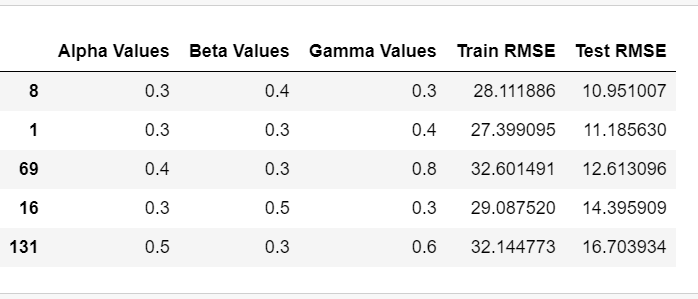 Alpha Values Beta Values Gamma Values Train RMSE Test RMSE
8 0.3 0.4 0.3 28.111886 10.951007
1 0.3 0.3 0.4 27.399095 11.185630
69 0.4 0.3 0.8 32.601491 12.613096
16 0.3 0.5 0.3 29.087520 14.395909
131 0.5 0.3 0.6 32.144773 16.703934